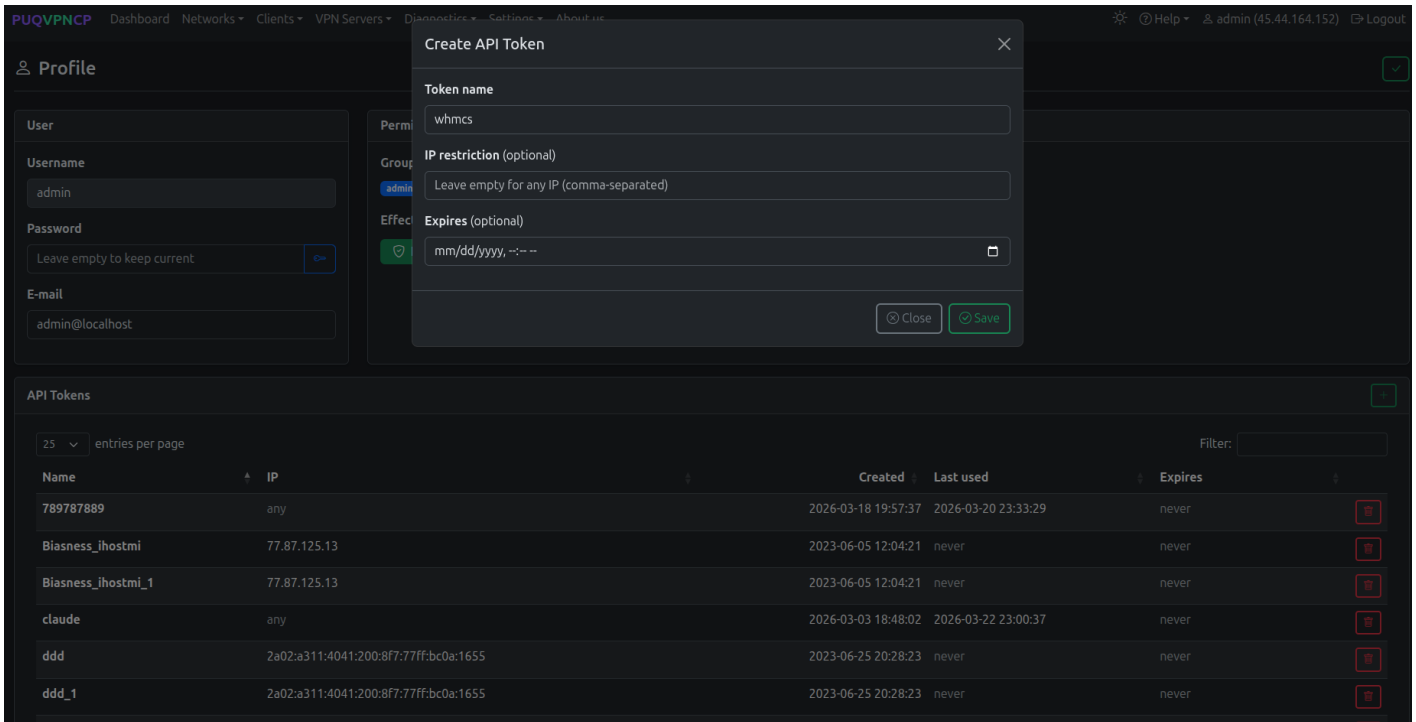 PUQVPNCP Dashboard Networks Clients VPN Servers Diagnostics Settings About us Help admin (45.44.164.152) Logout
Create API Token
Profile
Token name
whmcs
IP restriction (optional)
Leave empty for any IP (comma-separated)
Expires (optional)
mm/dd/yyyy, --:-- --
Close Save
User
Username
admin
Password
Leave empty to keep current
E-mail
admin@localhost
Permi
Group
admin
Effect
API Tokens
25 entries per page
Filter:
Name IP Created Last used Expires
789787889 any 2026-03-18 19:57:37 2026-03-20 23:33:29 never
Biasness_ihostmi 77.87.125.13 2023-06-05 12:04:21 never never
Biasness_ihostmi_1 77.87.125.13 2023-06-05 12:04:21 never never
claude any 2026-03-03 18:48:02 2026-03-22 23:00:37 never
ddd 2a02:a311:4041:200:8f7:77ff:bc0a:1655 2023-06-25 20:28:23 never never
ddd_1 2a02:a311:4041:200:8f7:77ff:bc0a:1655 2023-06-25 20:28:23 never never